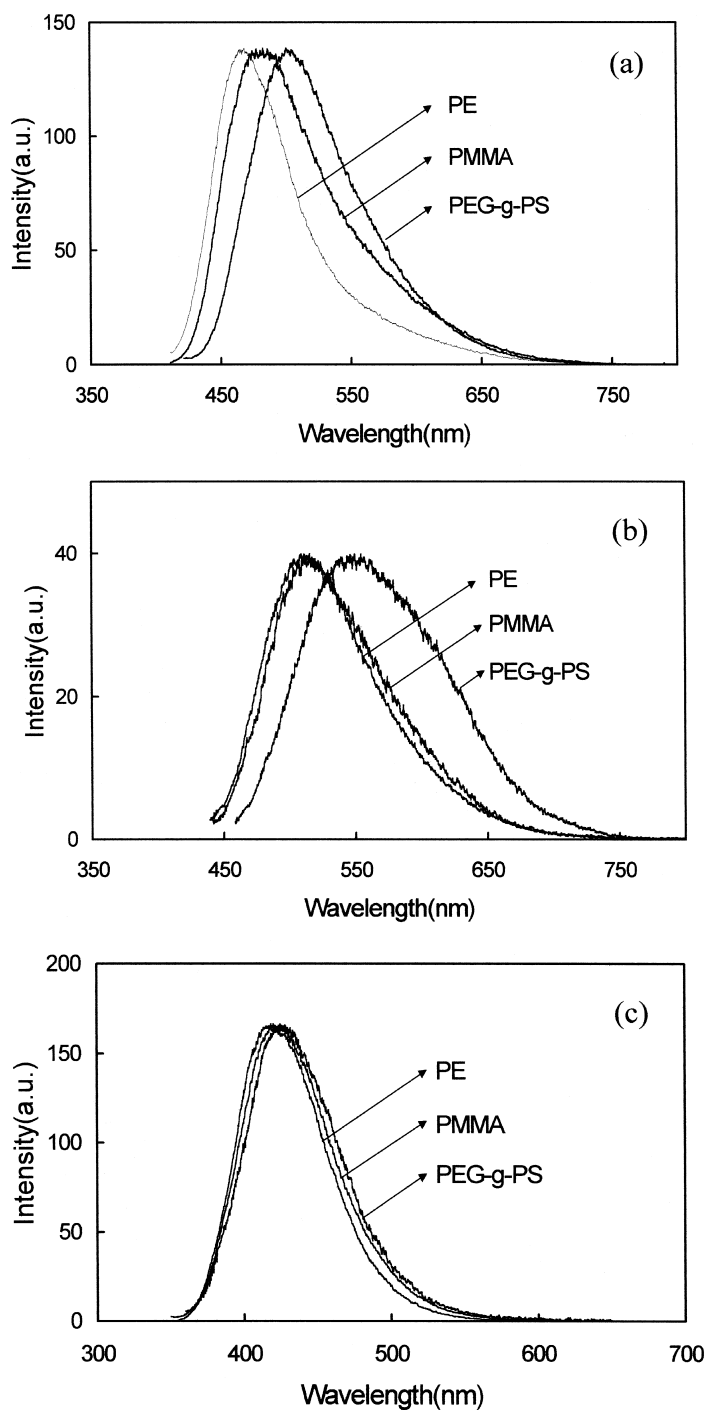 150
(a)
Intensity(a.u.)
100
PE
PMMA
PEG-g-PS
50
0
350 450 550 650 750
Wavelength(nm)
(b)
40
Intensity(a.u.)
PE
PMMA
PEG-g-PS
20
0
350 450 550 650 750
Wavelength(nm)
200
(c)
150
Intensity(a.u.)
PE
PMMA
100
PEG-g-PS
50
0
300 400 500 600 700
Wavelength(nm)